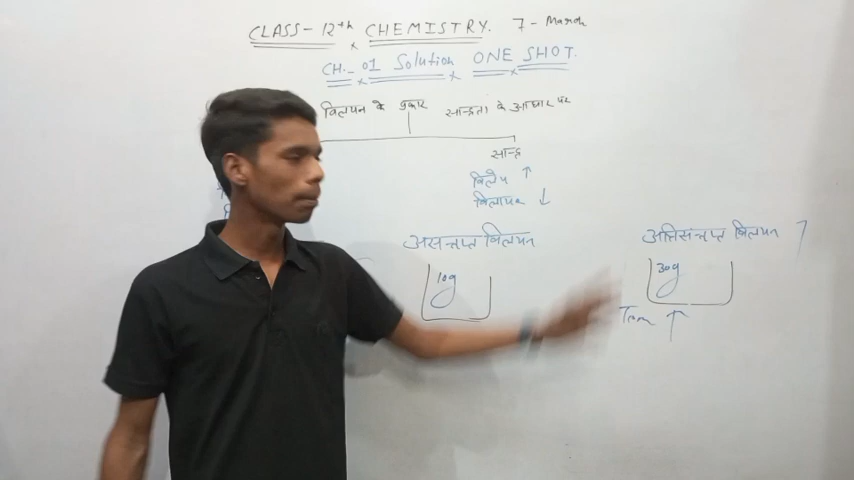 CLASS - 12th CHEMISTRY. 7 - March
CH. - 01 Solution ONE SHOT.
विलयन के प्रकार सान्द्रता के आधार पर
सान्द्र
विलेय ↑
विलायक ↓
असंतृप्त विलयन
अतिसंतृप्त विलयन
10g
30g
Tem ↑